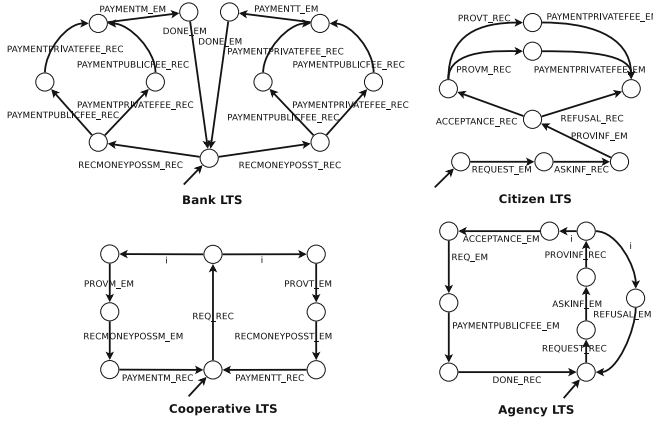 PAYMENTM_EM
PAYMENTT_EM
DONE_EM
DONE_EM
PAYMENTPRIVATEFEE_REC
PAYMENTPUBLICFEE_REC
PAYMENTPRIVATEFEE_REC
PAYMENTPUBLICFEE_REC
PAYMENTPUBLICFEE_REC
PAYMENTPRIVATEFEE_REC
PAYMENTPUBLICFEE_REC
PAYMENTPRIVATEFEE_REC
RECMONEYPOSSM_REC
RECMONEYPOSST_REC
Bank LTS
PROVT_REC
PAYMENTPRIVATEFEE_EM
PROVM_REC
PAYMENTPRIVATEFEE_EM
ACCEPTANCE_REC
REFUSAL_REC
PROVINF_EM
REQUEST_EM
ASKINF_REC
Citizen LTS
i
i
PROVM_EM
PROVT_EM
REQ_REC
RECMONEYPOSSM_EM
RECMONEYPOSST_EM
PAYMENTM_REC
PAYMENTT_REC
Cooperative LTS
ACCEPTANCE_EM
i
i
REQ_EM
PROVINF_REC
ASKINF_EM
REFUSAL_EM
PAYMENTPUBLICFEE_EM
REQUEST_REC
DONE_REC
Agency LTS